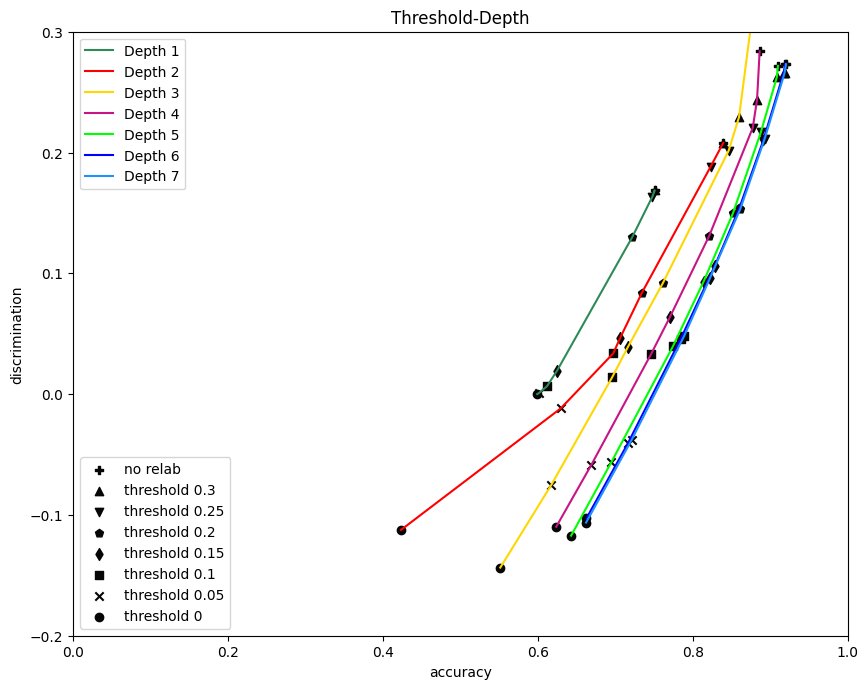 Threshold-Depth
0.3
0.2
0.1
0.0
−0.1
−0.2
discrimination
Depth 1
Depth 2
Depth 3
Depth 4
Depth 5
Depth 6
Depth 7
no relab
threshold 0.3
threshold 0.25
threshold 0.2
threshold 0.15
threshold 0.1
threshold 0.05
threshold 0
0.0 0.2 0.4 0.6 0.8 1.0
accuracy